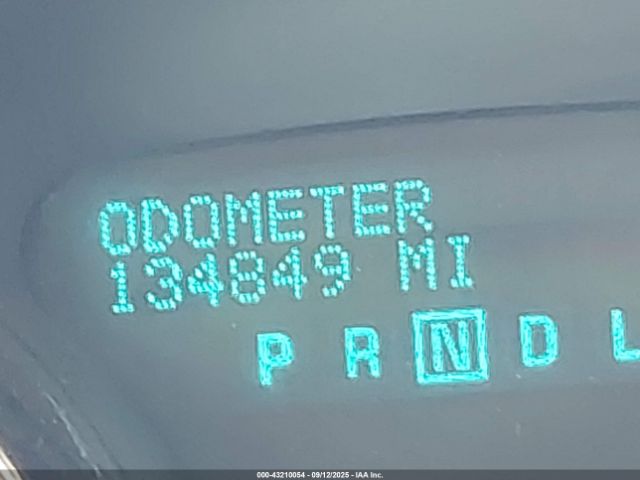 ODOMETER
134849 MI
P R N D L
000-43210054 - 09/12/2025 - IAA Inc.